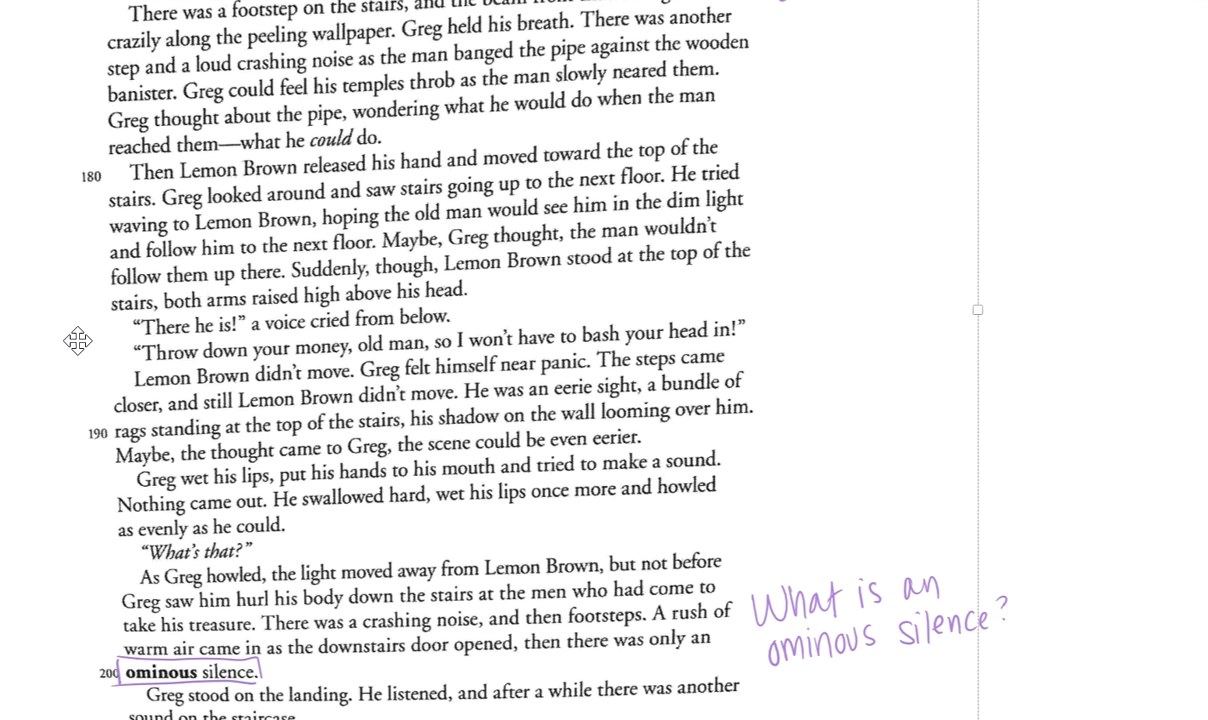 There was a footstep on the stairs, and the beam from
crazily along the peeling wallpaper. Greg held his breath. There was another
step and a loud crashing noise as the man banged the pipe against the wooden
banister. Greg could feel his temples throb as the man slowly neared them.
Greg thought about the pipe, wondering what he would do when the man
reached them—what he could do.
180 Then Lemon Brown released his hand and moved toward the top of the
stairs. Greg looked around and saw stairs going up to the next floor. He tried
waving to Lemon Brown, hoping the old man would see him in the dim light
and follow him to the next floor. Maybe, Greg thought, the man wouldn't
follow them up there. Suddenly, though, Lemon Brown stood at the top of the
stairs, both arms raised high above his head.
“There he is!” a voice cried from below.
“Throw down your money, old man, so I won't have to bash your head in!”
Lemon Brown didn't move. Greg felt himself near panic. The steps came
closer, and still Lemon Brown didn't move. He was an eerie sight, a bundle of
190 rags standing at the top of the stairs, his shadow on the wall looming over him.
Maybe, the thought came to Greg, the scene could be even eerier.
Greg wet his lips, put his hands to his mouth and tried to make a sound.
Nothing came out. He swallowed hard, wet his lips once more and howled
as evenly as he could.
“What's that?”
As Greg howled, the light moved away from Lemon Brown, but not before
Greg saw him hurl his body down the stairs at the men who had come to
take his treasure. There was a crashing noise, and then footsteps. A rush of
warm air came in as the downstairs door opened, then there was only an
200 ominous silence.
Greg stood on the landing. He listened, and after a while there was another
sound on the staircase.
What is an
ominous silence?